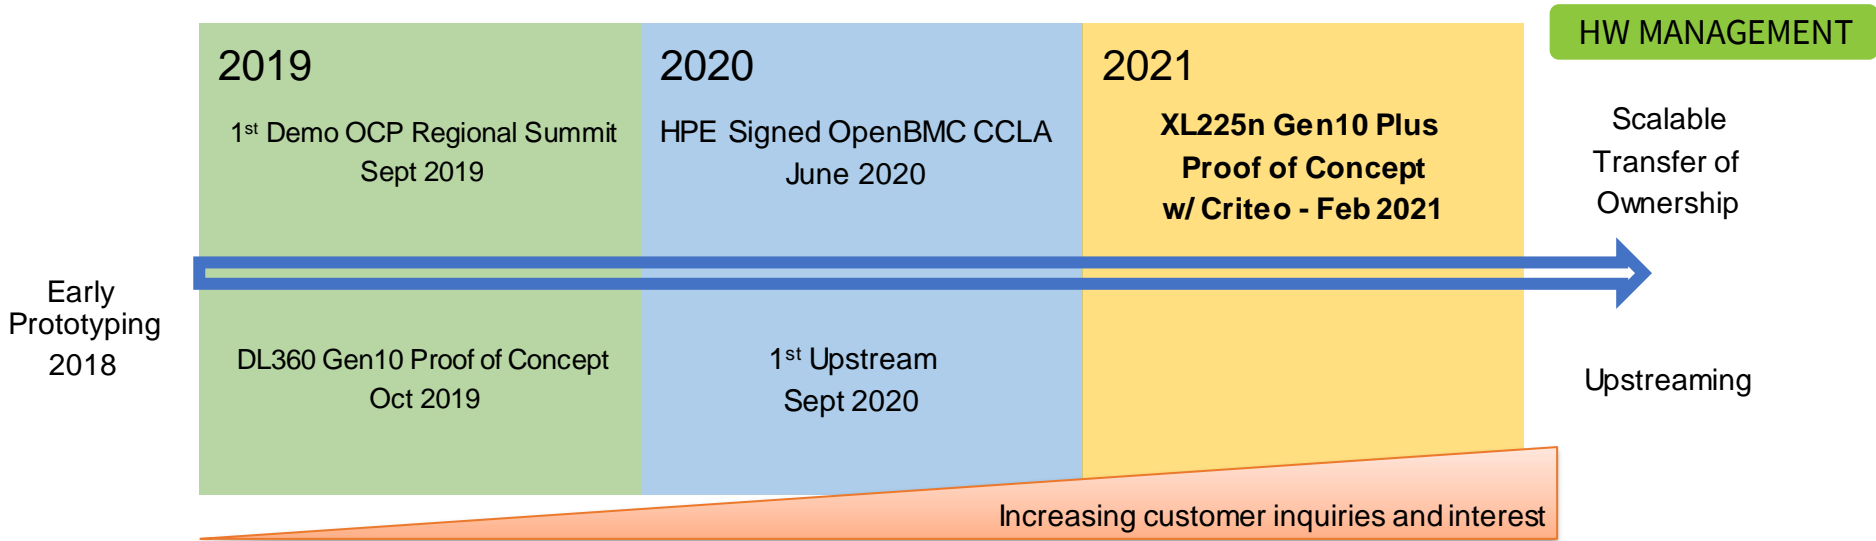 HW MANAGEMENT
2019
1st Demo OCP Regional Summit
Sept 2019
DL360 Gen10 Proof of Concept
Oct 2019
2020
HPE Signed OpenBMC CCLA
June 2020
1st Upstream
Sept 2020
2021
XL225n Gen10 Plus
Proof of Concept
w/ Criteo - Feb 2021
Scalable
Transfer of
Ownership
Upstreaming
Early
Prototyping
2018
Increasing customer inquiries and interest